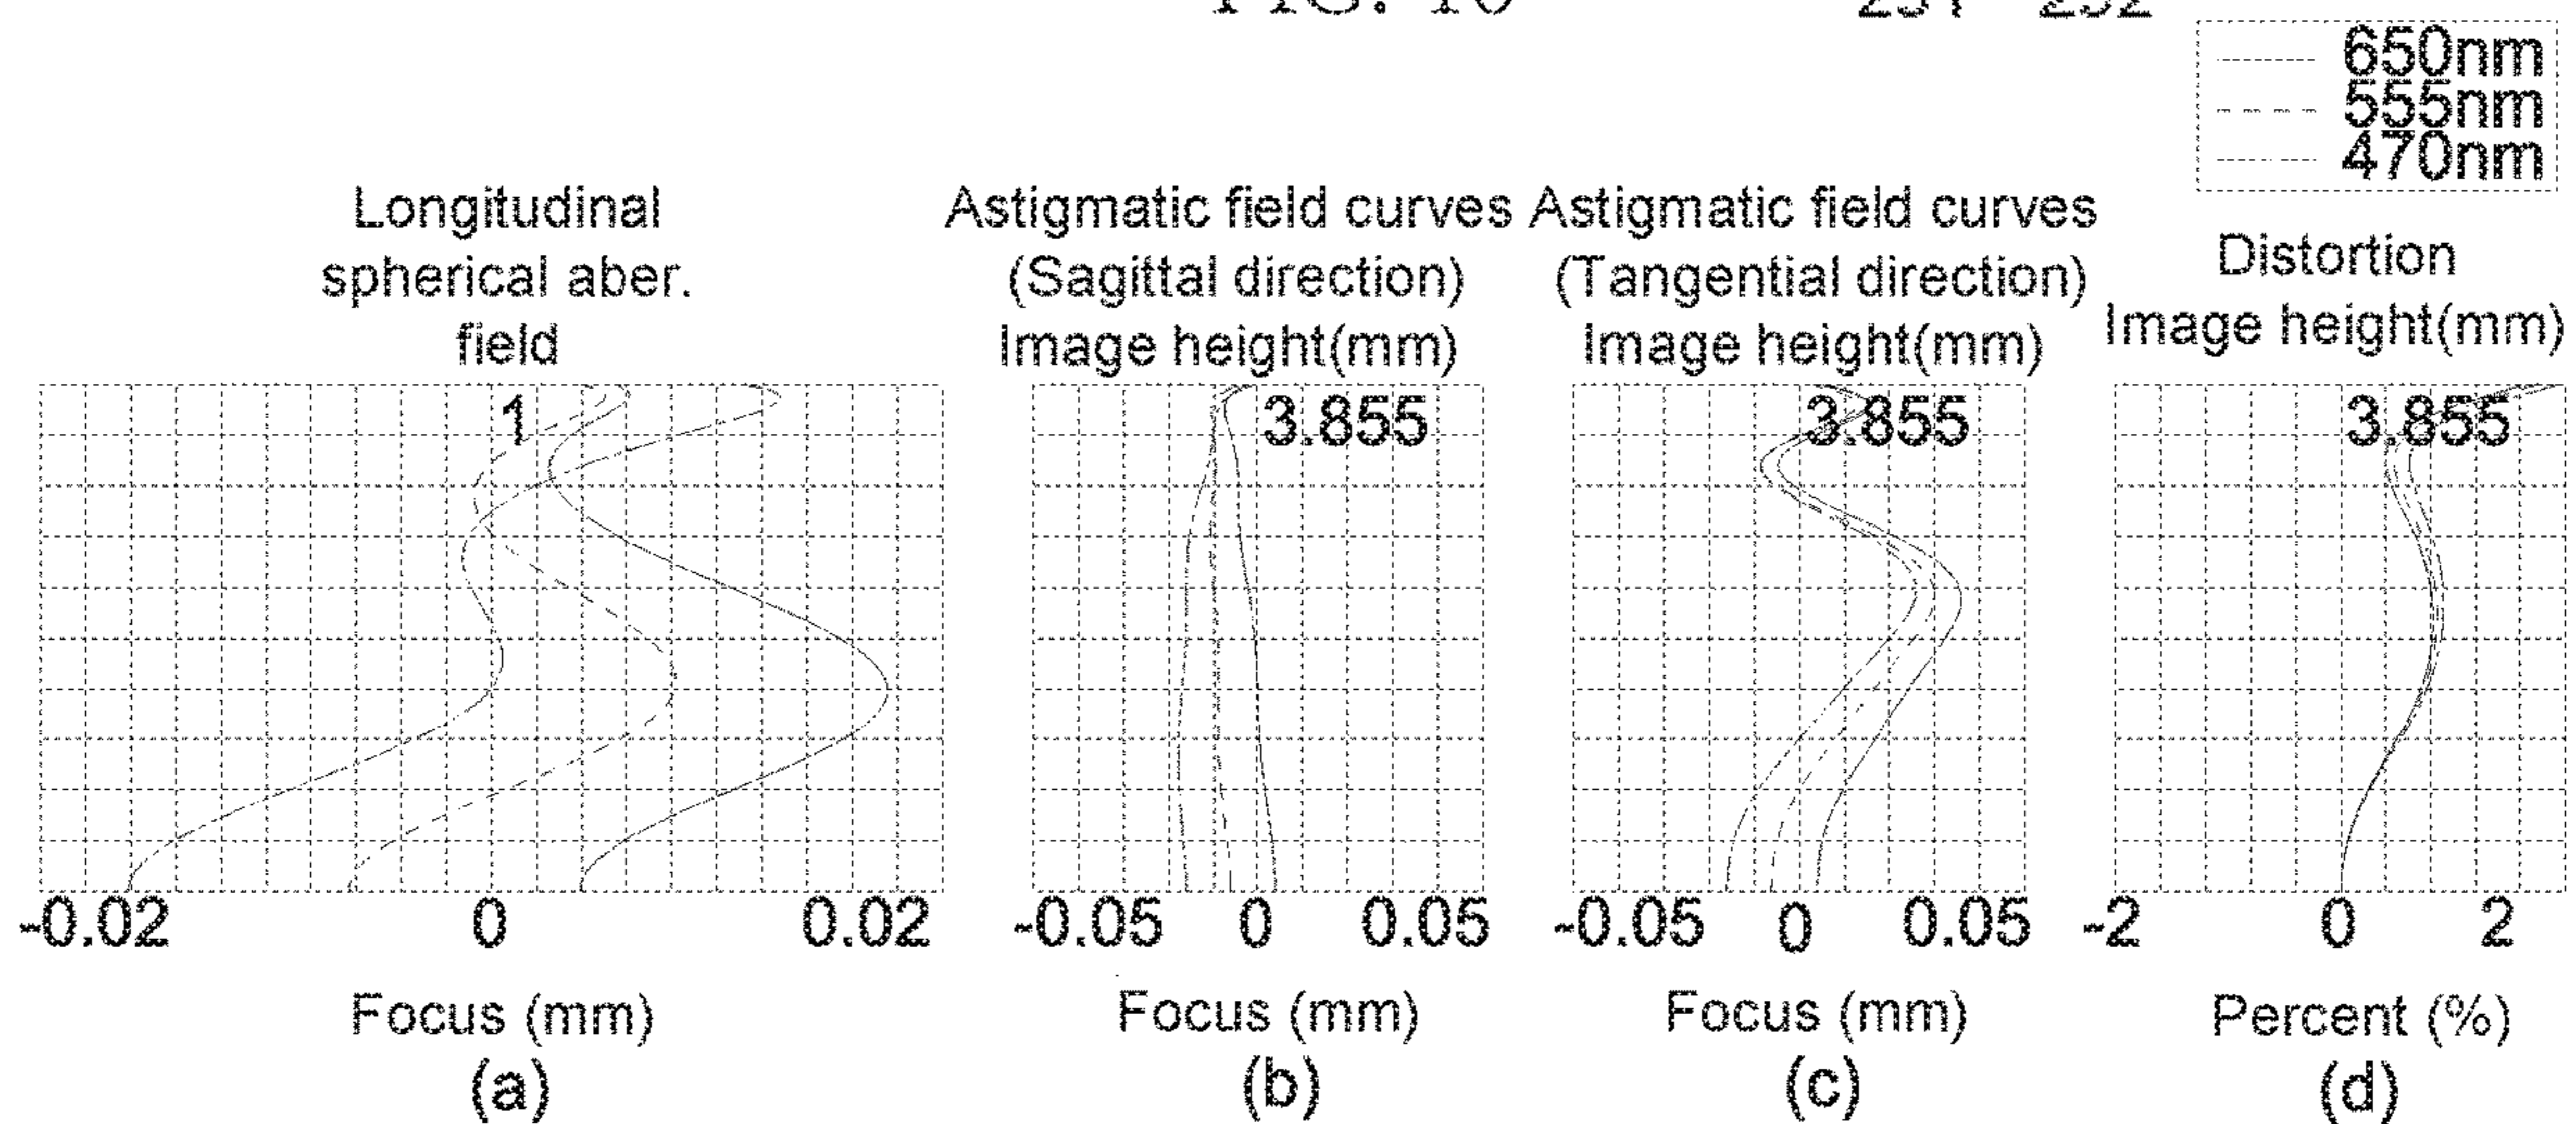 650nm
555nm
470nm
Longitudinal
spherical aber.
field
Astigmatic field curves
(Sagittal direction)
Image height(mm)
Astigmatic field curves
(Tangential direction)
Image height(mm)
Distortion
Image height(mm)
1
3.855
3.855
3.855
-0.02 0 0.02
-0.05 0 0.05
-0.05 0 0.05
-2 0 2
Focus (mm)
Focus (mm)
Focus (mm)
Percent (%)
(a)
(b)
(c)
(d)